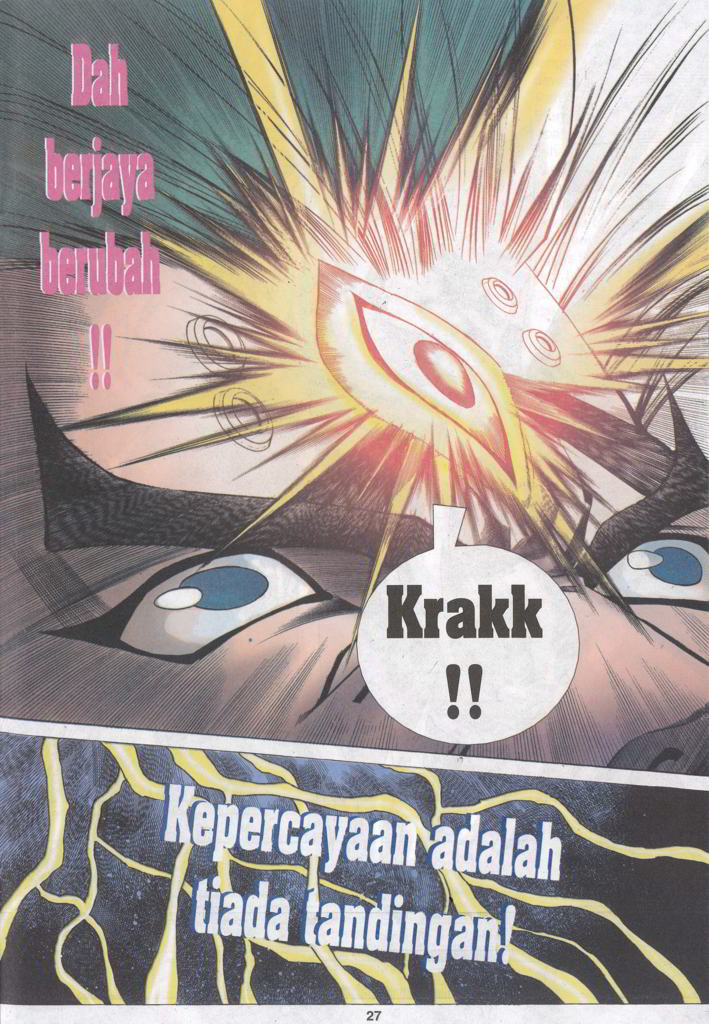 Dah
berjaya
berubah
!!
Krakk
!!
Kepercayaan adalah
tiada tandingan!
27